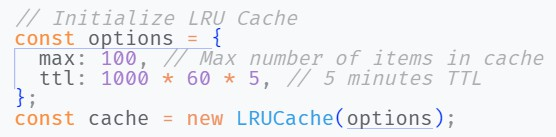 // Initialize LRU Cache
const options = {
  max: 100, // Max number of items in cache
  ttl: 1000 * 60 * 5, // 5 minutes TTL
};
const cache = new LRUCache(options);